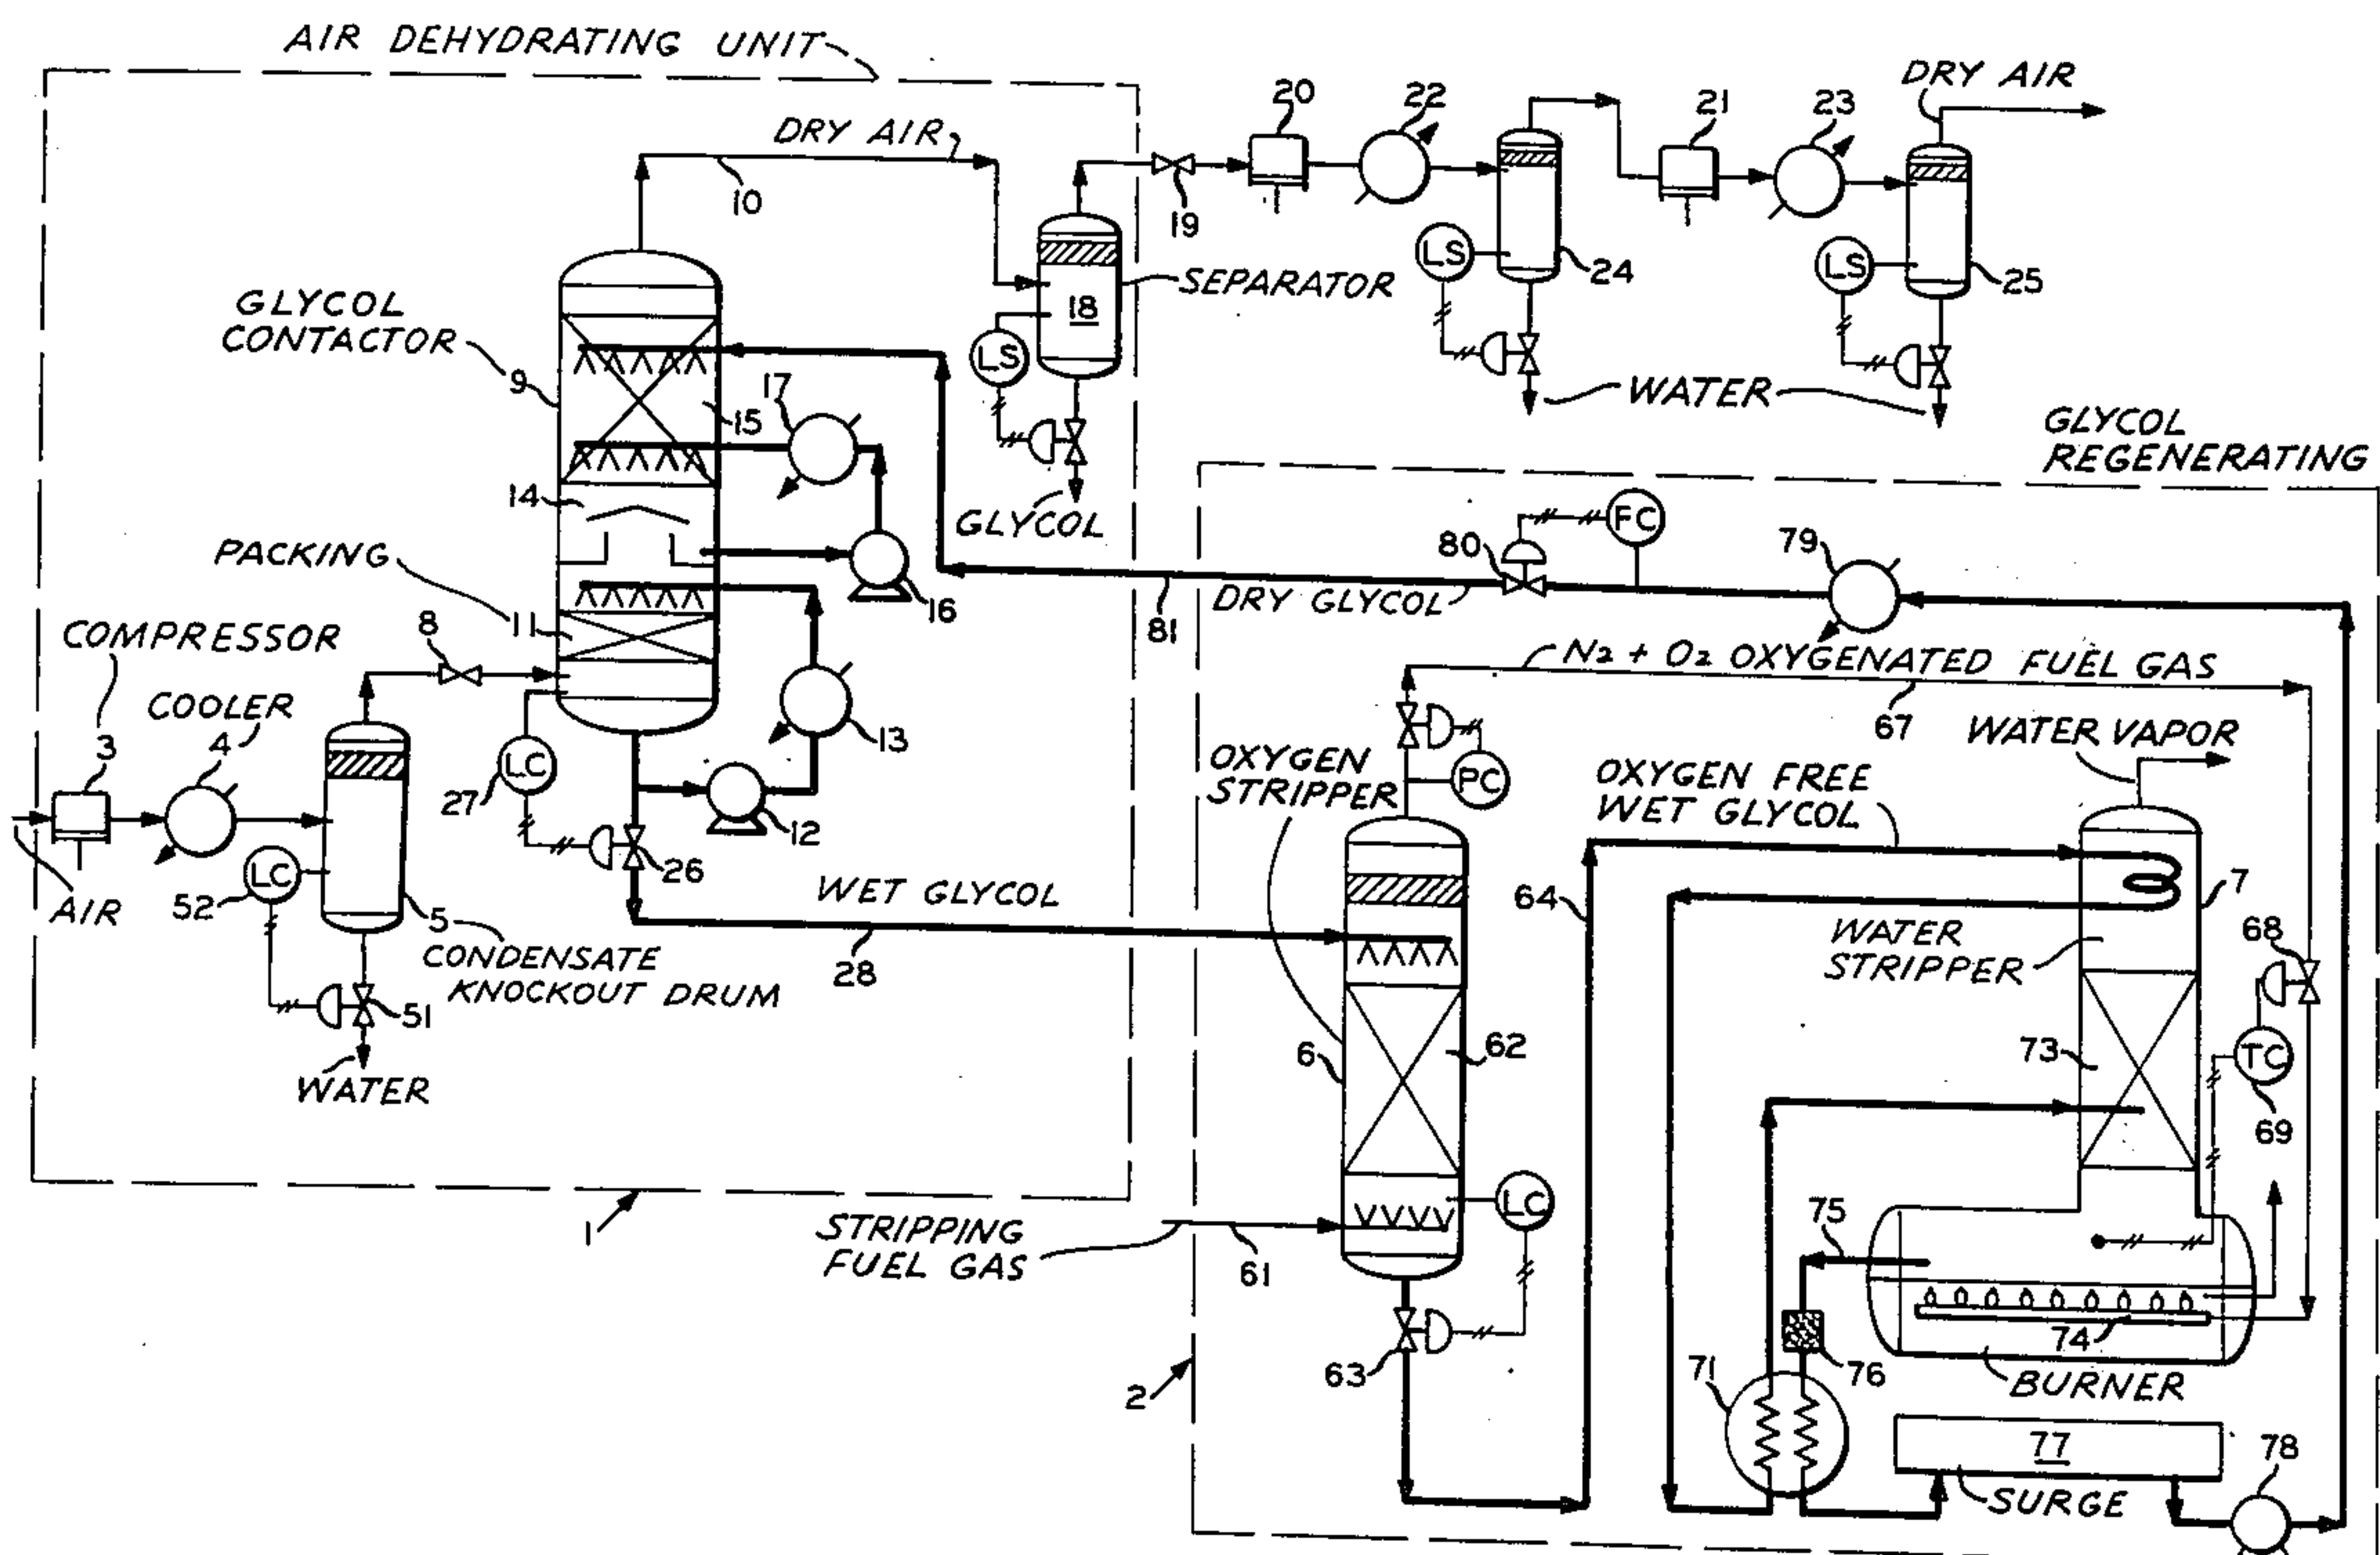 AIR DEHYDRATING UNIT
DRY AIR
10
20
22
21
23
DRY AIR
19
24
25
LS
LS
WATER
GLYCOL
CONTACTOR
9
15
17
18
SEPARATOR
LS
GLYCOL
14
PACKING
11
16
COMPRESSOR
3
COOLER
4
8
13
LC
27
12
26
AIR
LC
52
5
CONDENSATE
KNOCKOUT DRUM
51
WATER
WET GLYCOL
28
1
GLYCOL
REGENERATING
FC
80
79
DRY GLYCOL
81
N2 + O2 OXYGENATED FUEL GAS
67
WATER VAPOR
OXYGEN
STRIPPER
PC
OXYGEN FREE
WET GLYCOL
64
7
WATER
STRIPPER
68
6
62
73
TC
69
LC
STRIPPING
FUEL GAS
61
63
2
75
74
76
71
BURNER
77
SURGE
78